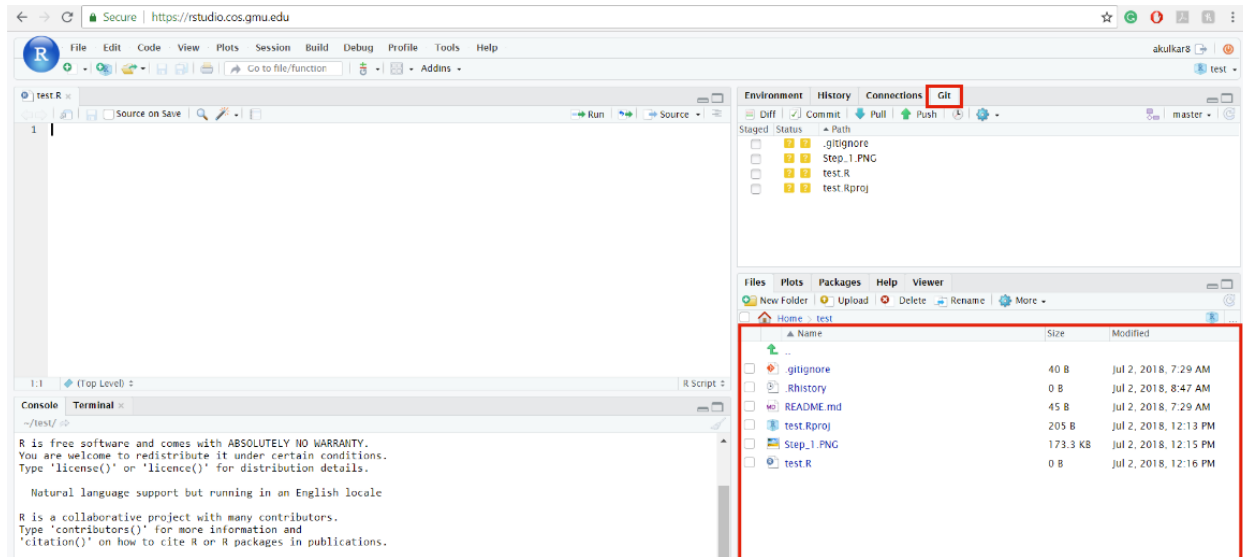 Secure | https://rstudio.cos.gmu.edu
R File Edit Code View Plots Session Build Debug Profile Tools Help akulkar8
Go to file/function Addins test
test.R
Source on Save Run Source
1
1:1 (Top Level) R Script
Console Terminal
~/test/
R is free software and comes with ABSOLUTELY NO WARRANTY.
You are welcome to redistribute it under certain conditions.
Type 'license()' or 'licence()' for distribution details.
Natural language support but running in an English locale
R is a collaborative project with many contributors.
Type 'contributors()' for more information and
'citation()' on how to cite R or R packages in publications.
Environment History Connections Git
Diff Commit Pull Push master
Staged Status Path
? ? .gitignore
? ? Step_1.PNG
? ? test.R
? ? test.Rproj
Files Plots Packages Help Viewer
New Folder Upload Delete Rename More
Home test ...
Name Size Modified
..
.gitignore 40 B Jul 2, 2018, 7:29 AM
.Rhistory 0 B Jul 2, 2018, 8:47 AM
MD README.md 45 B Jul 2, 2018, 7:29 AM
test.Rproj 205 B Jul 2, 2018, 12:13 PM
Step_1.PNG 173.3 KB Jul 2, 2018, 12:15 PM
test.R 0 B Jul 2, 2018, 12:16 PM